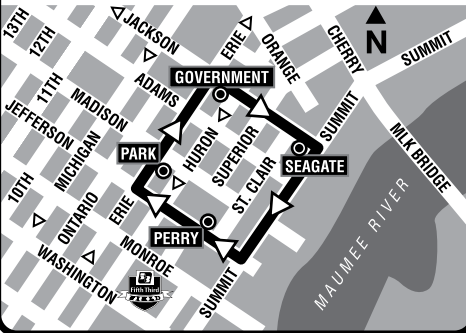 13TH
12TH
JACKSON
ERIE
ORANGE
CHERRY
N
SUMMIT
11TH
ADAMS
GOVERNMENT
MADISON
SUMMIT
JEFFERSON
MICHIGAN
PARK
HURON
SUPERIOR
ST. CLAIR
SEAGATE
MLK BRIDGE
10TH
ONTARIO
ERIE
PERRY
MONROE
WASHINGTON
Fifth Third
FIELD
SUMMIT
MAUMEE RIVER